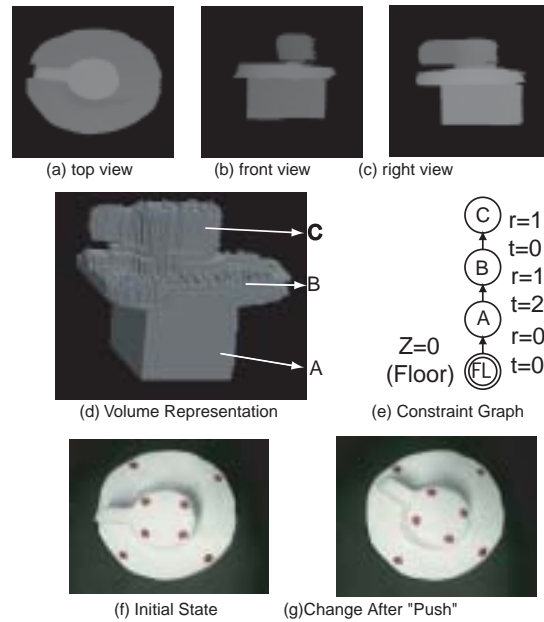 (a) top view
(b) front view
(c) right view
C
B
A
C
r=1
t=0
B
r=1
t=2
A
r=0
t=0
Z=0
(Floor)
FL
(d) Volume Representation
(e) Constraint Graph
(f) Initial State
(g)Change After "Push"